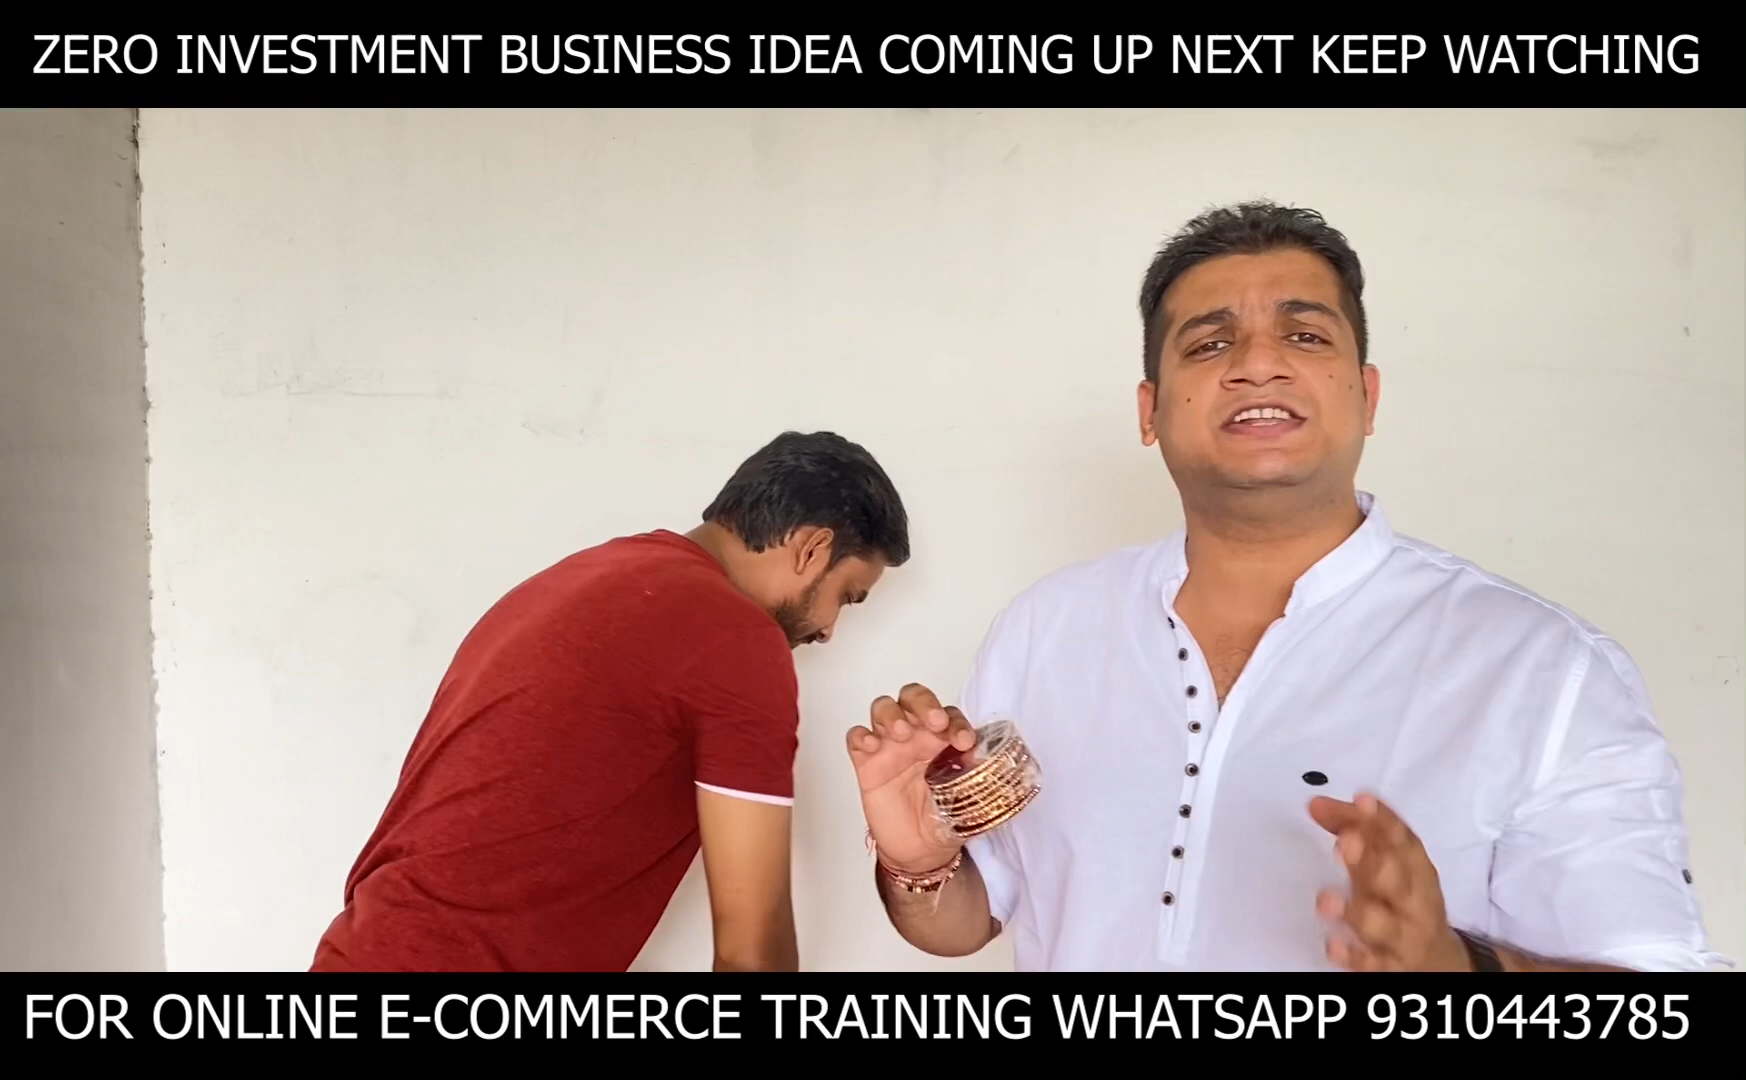 ZERO INVESTMENT BUSINESS IDEA COMING UP NEXT KEEP WATCHING
FOR ONLINE E-COMMERCE TRAINING WHATSAPP 9310443785